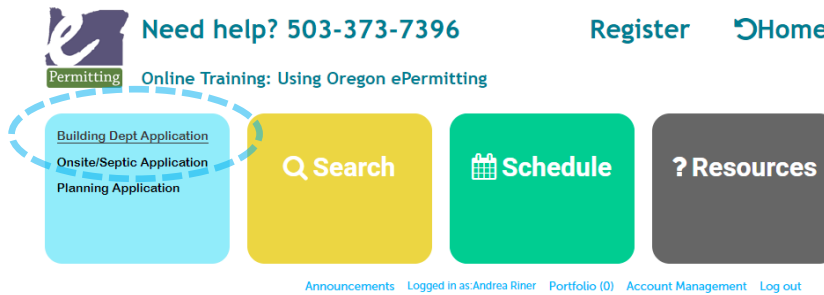 Need help? 503-373-7396 Register Home
Permitting
Online Training: Using Oregon ePermitting
Building Dept Application
Onsite/Septic Application
Planning Application
Search
Schedule
? Resources
Announcements Logged in as:Andrea Riner Portfolio (0) Account Management Log out